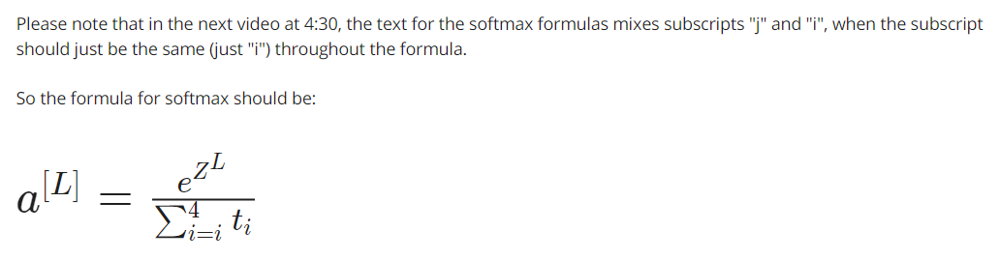 Please note that in the next video at 4:30, the text for the softmax formulas mixes subscripts "j" and "i", when the subscript
should just be the same (just "i") throughout the formula.
So the formula for softmax should be:
a^{[L]} = \frac{e^{z^L}}{\sum_{i=i}^{4} t_i}